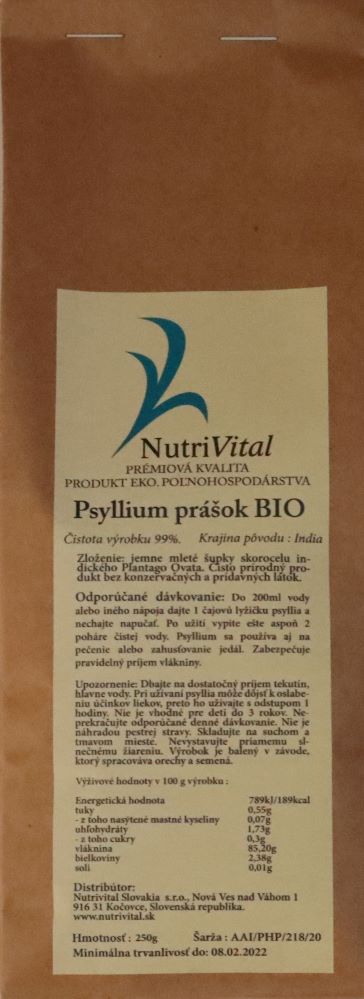 NutriVital
PRÉMIOVÁ KVALITA
PRODUKT EKO. POĽNOHOSPODÁRSTVA
Psyllium prášok BIO
Čistota výrobku 99%. Krajina pôvodu : India
Zloženie: jemne mleté šupky skorocelu in-
dického Plantago Ovata. Čisto prírodný pro-
dukt bez konzervačných a prídavných látok.
Odporúčané dávkovanie: Do 200ml vody
alebo iného nápoja dajte 1 čajovú lyžičku psyllia a
nechajte napučať. Po užití vypite ešte aspoň 2
poháre čistej vody. Psyllium sa používa aj na
pečenie alebo zahusťovanie jedál. Zabezpečuje
pravidelný príjem vlákniny.
Upozornenie: Dbajte na dostatočný príjem tekutín,
hlavne vody. Pri užívaní psyllia môže dôjsť k oslabe-
niu účinkov liekov, preto ho užívajte s odstupom 1
hodiny. Nie je vhodné pre deti do 3 rokov. Ne-
prekračujte odporúčané denné dávkovanie. Nie je
náhradou pestrej stravy. Skladujte na suchom a
tmavom mieste. Nevystavujte priamemu sl-
nečnému žiareniu. Výrobok je balený v závode,
ktorý spracováva orechy a semená.
Výživové hodnoty v 100 g výrobku :
Energetická hodnota 789kJ/189kcal
tuky 0,55g
- z toho nasýtené mastné kyseliny 0,07g
uhľohydráty 1,73g
- z toho cukry 0,3g
vláknina 85,20g
bielkoviny 2,38g
soli 0,01g
Distribútor:
Nutrivital Slovakia s.r.o., Nová Ves nad Váhom 1
916 31 Kočovce, Slovenská republika.
www.nutrivital.sk
Hmotnosť : 250g Šarža : AAI/PHP/218/20
Minimálna trvanlivosť do: 08.02.2022